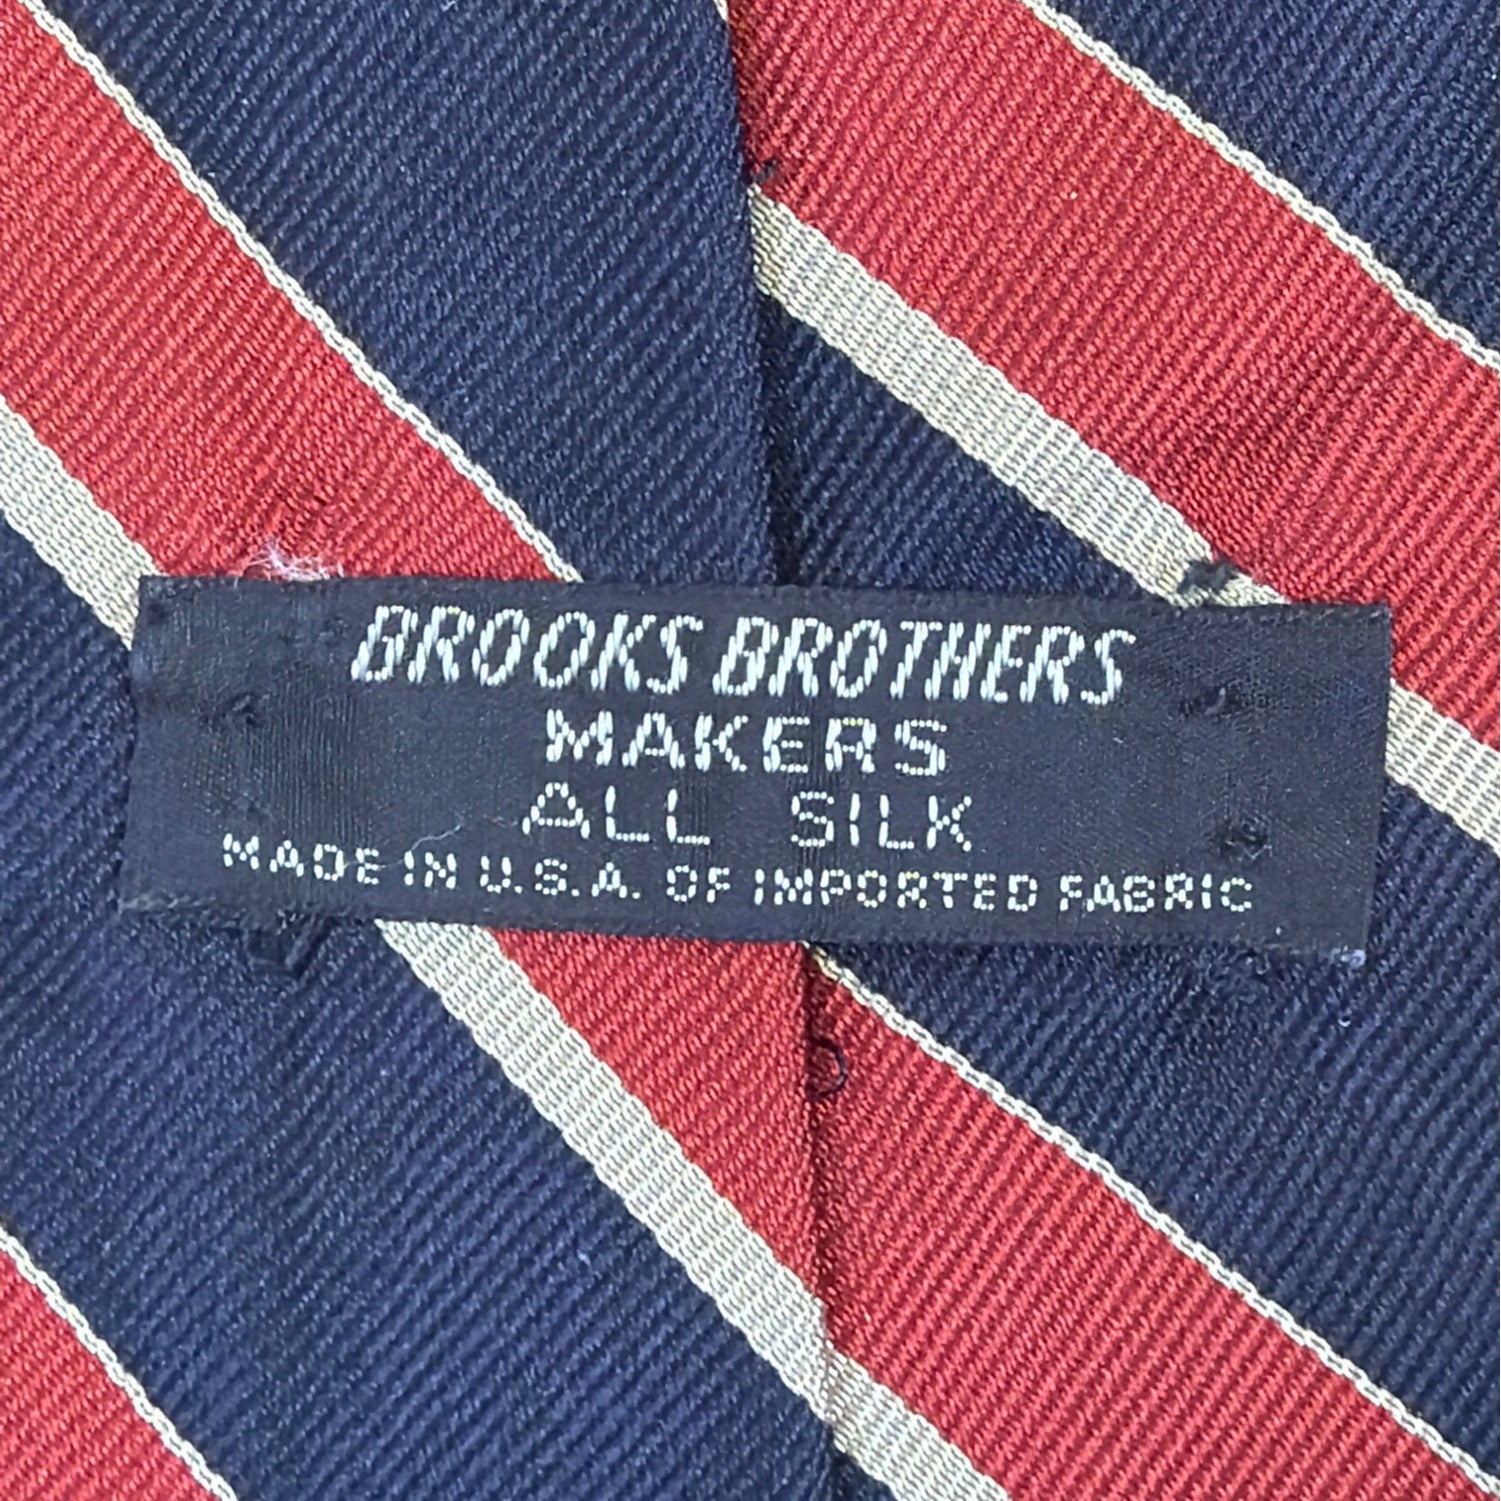 BROOKS BROTHERS
MAKERS
ALL SILK
MADE IN U.S.A. OF IMPORTED FABRIC